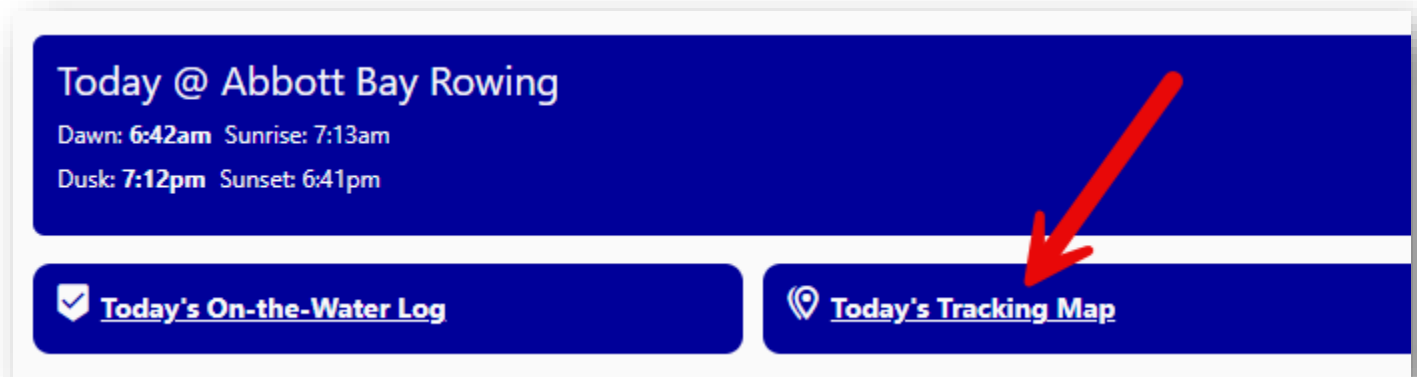 Today @ Abbott Bay Rowing
Dawn: 6:42am Sunrise: 7:13am
Dusk: 7:12pm Sunset: 6:41pm
Today's On-the-Water Log
Today's Tracking Map